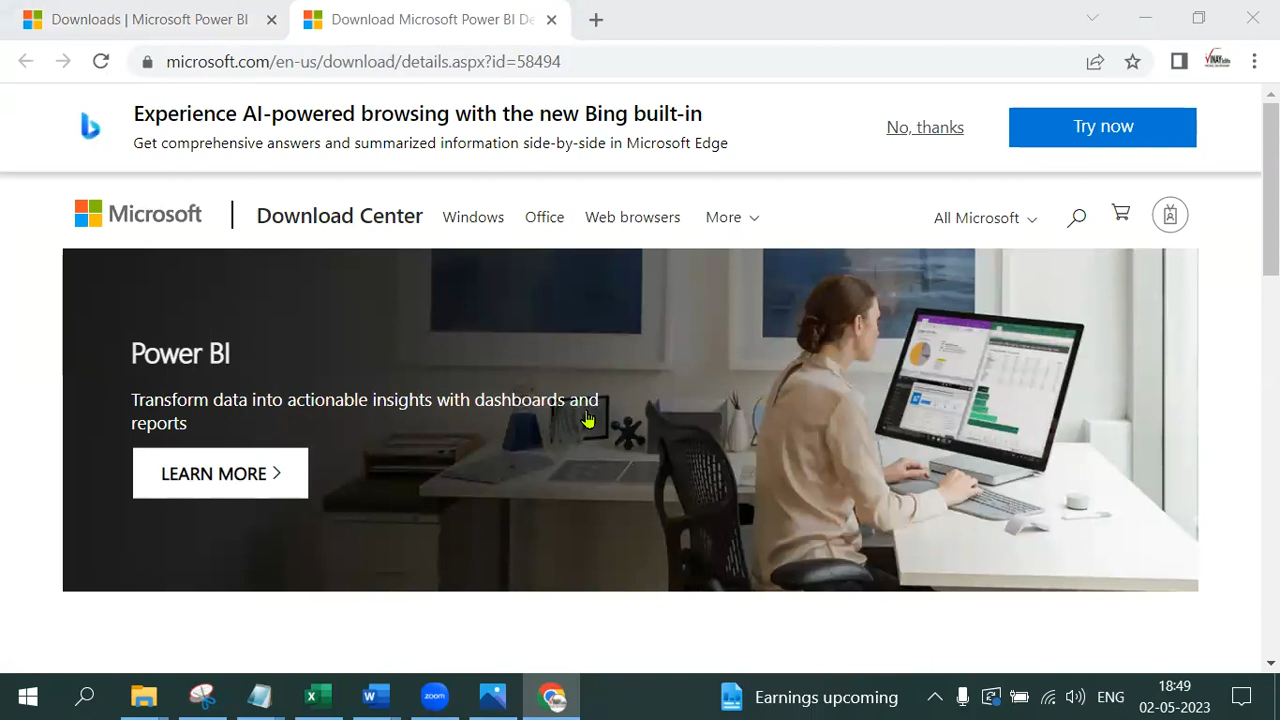 Downloads | Microsoft Power BI
Download Microsoft Power BI De
microsoft.com/en-us/download/details.aspx?id=58494
Experience AI-powered browsing with the new Bing built-in
Get comprehensive answers and summarized information side-by-side in Microsoft Edge
No, thanks
Try now
Microsoft
Download Center
Windows
Office
Web browsers
More
All Microsoft
Power BI
Transform data into actionable insights with dashboards and
reports
LEARN MORE
Earnings upcoming
ENG
18:49
02-05-2023